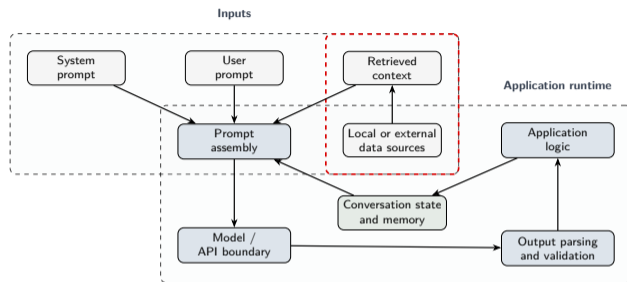 Inputs
System
prompt
User
prompt
Retrieved
context
Application runtime
Prompt
assembly
Local or external
data sources
Application
logic
Conversation state
and memory
Model /
API boundary
Output parsing
and validation